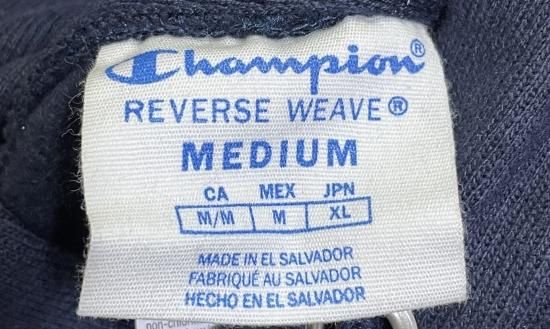 Champion®
REVERSE WEAVE®
MEDIUM
CA MEX JPN
M/M M XL
MADE IN EL SALVADOR
FABRIQUÉ AU SALVADOR
HECHO EN EL SALVADOR